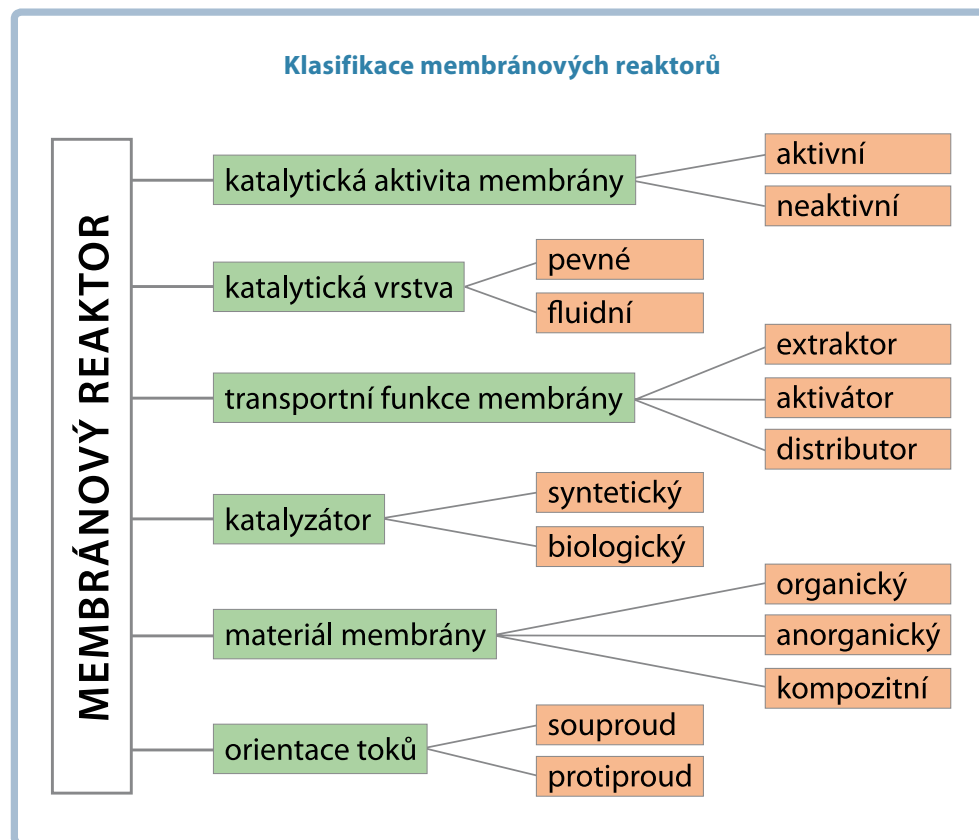 Klasifikace membránových reaktorů
MEMBRÁNOVÝ REAKTOR
katalytická aktivita membrány
aktivní
neaktivní
katalytická vrstva
pevné
fluidní
transportní funkce membrány
extraktor
aktivátor
distributor
katalyzátor
syntetický
biologický
materiál membrány
organický
anorganický
kompozitní
orientace toků
souproud
protiproud